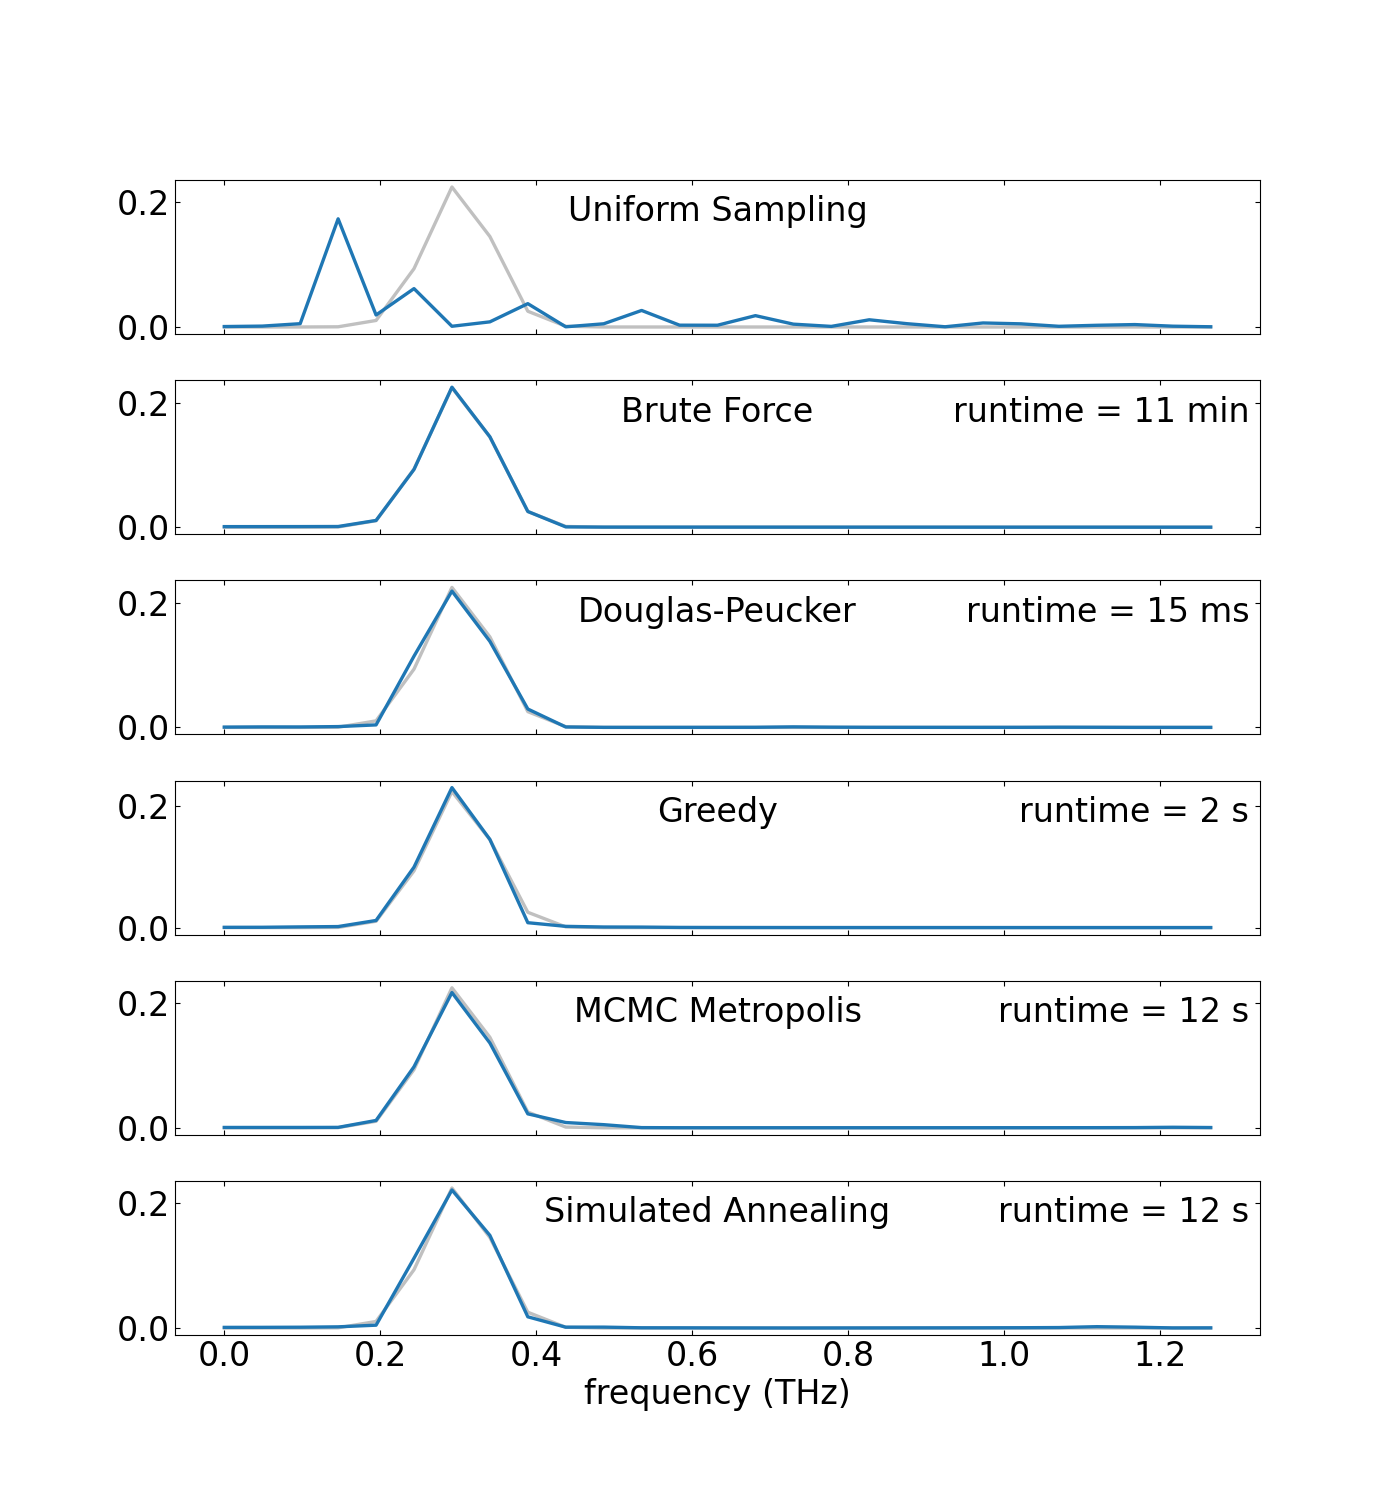 Uniform Sampling
0.2
0.0
Brute Force runtime = 11 min
0.2
0.0
Douglas-Peucker runtime = 15 ms
0.2
0.0
Greedy runtime = 2 s
0.2
0.0
MCMC Metropolis runtime = 12 s
0.2
0.0
Simulated Annealing runtime = 12 s
0.2
0.0
0.0 0.2 0.4 0.6 0.8 1.0 1.2
frequency (THz)